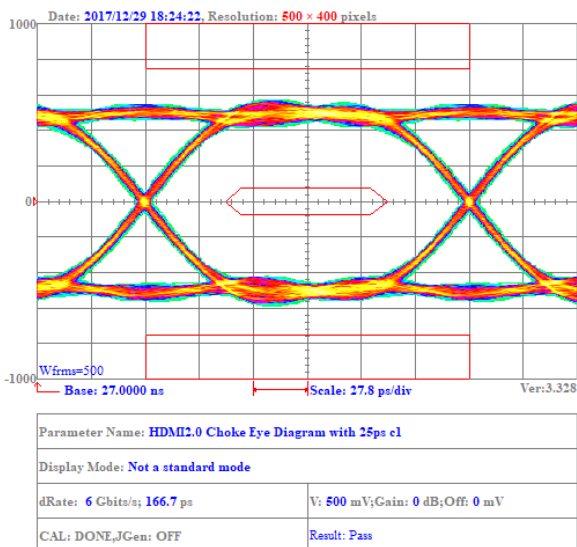 Date: 2017/12/29 18:24:22, Resolution: 500 × 400 pixels
1000
0
-1000
Wfrms=500
Base: 27.0000 ns
Scale: 27.8 ps/div
Ver:3.328
Parameter Name: HDMI2.0 Choke Eye Diagram with 25ps c1
Display Mode: Not a standard mode
dRate: 6 Gbits/s; 166.7 ps
V: 500 mV;Gain: 0 dB;Off: 0 mV
CAL: DONE,JGen: OFF
Result: Pass